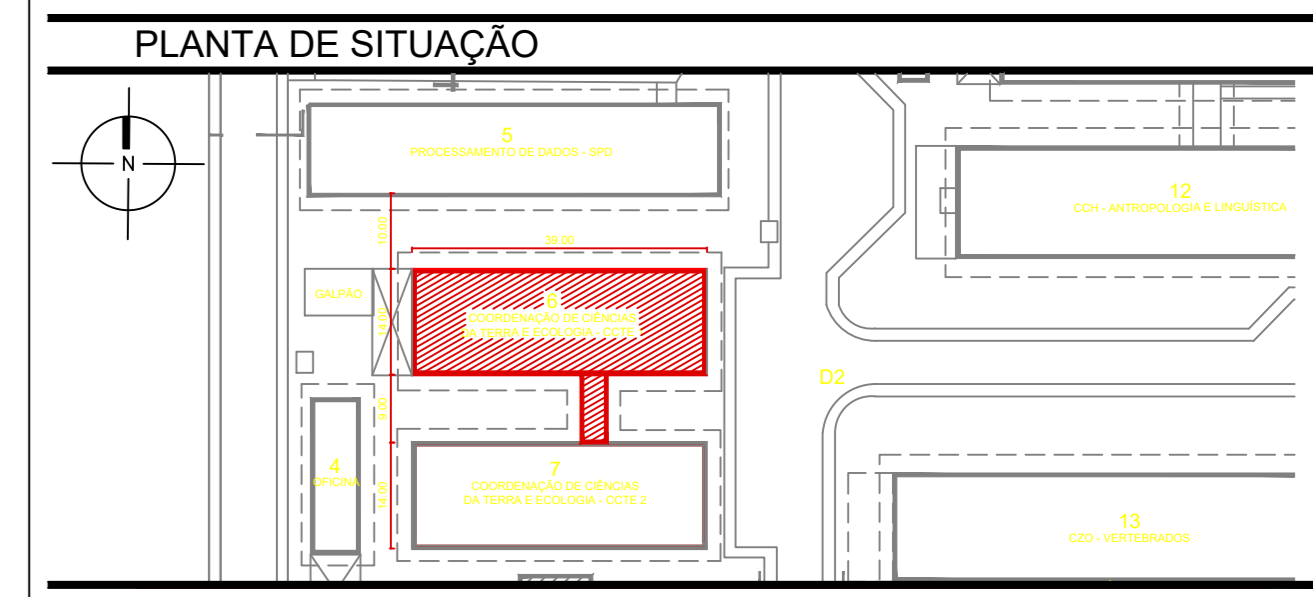 PLANTA DE SITUAÇÃO
N
5
PROCESSAMENTO DE DADOS - SPD
12
CCH - ANTROPOLOGIA E LINGUÍSTICA
10.00
39.00
GALPÃO
14.00
6
COORDENAÇÃO DE CIÊNCIAS
DA TERRA E ECOLOGIA - CCTE
D2
9.00
4
OFICINA
14.00
7
COORDENAÇÃO DE CIÊNCIAS
DA TERRA E ECOLOGIA - CCTE 2
13
CZO - VERTEBRADOS